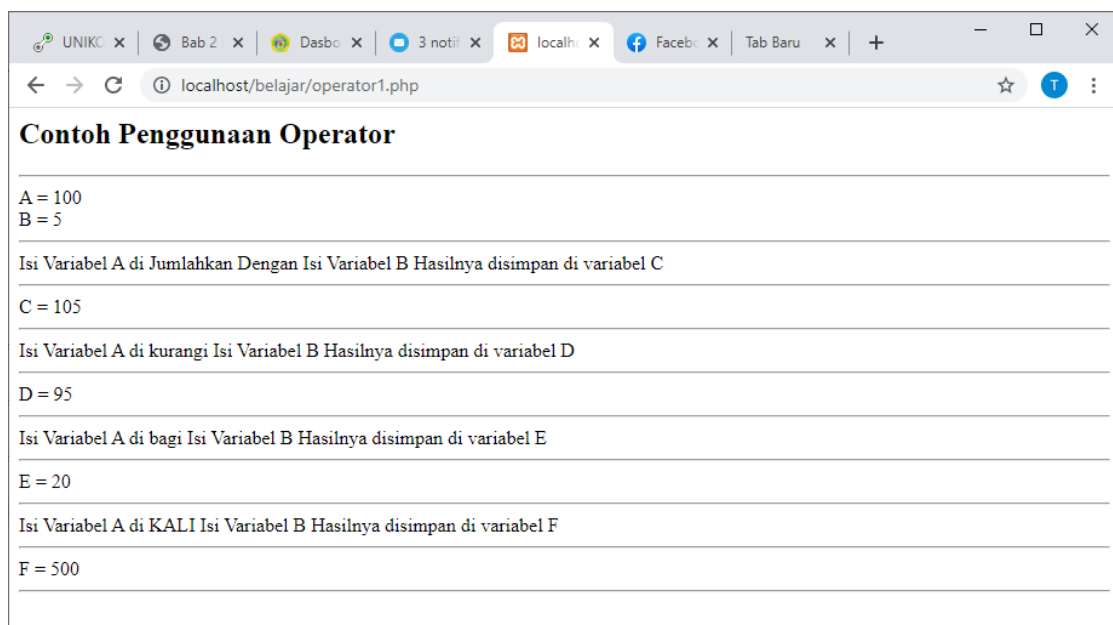 UNIKO
Bab 2
Dasbo
3 notif
localh
Faceb
Tab Baru
localhost/belajar/operator1.php
T
Contoh Penggunaan Operator
A = 100
B = 5
Isi Variabel A di Jumlahkan Dengan Isi Variabel B Hasilnya disimpan di variabel C
C = 105
Isi Variabel A di kurangi Isi Variabel B Hasilnya disimpan di variabel D
D = 95
Isi Variabel A di bagi Isi Variabel B Hasilnya disimpan di variabel E
E = 20
Isi Variabel A di KALI Isi Variabel B Hasilnya disimpan di variabel F
F = 500